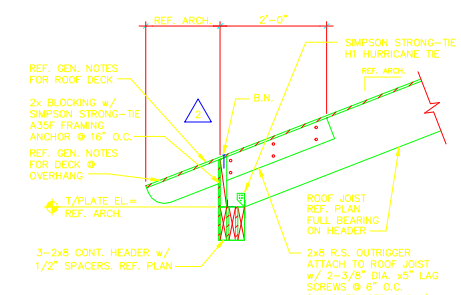 REF. ARCH.
2'-0"
SIMPSON STRONG-TIE
H1 HURRICANE TIE
REF. ARCH.
REF. GEN. NOTES
FOR ROOF DECK
B.N.
2
2x BLOCKING w/
SIMPSON STRONG-TIE
A35F FRAMING
ANCHOR @ 16" O.C.
REF. GEN. NOTES
FOR DECK @
OVERHANG
T/PLATE EL=
REF. ARCH.
ROOF JOIST
REF. PLAN
FULL BEARING
ON HEADER
3-2x8 CONT. HEADER w/
1/2" SPACERS. REF. PLAN
2x8 R.S. OUTRIGGER
ATTACH TO ROOF JOIST
w/ 2-3/8" DIA. x5" LAG
SCREWS @ 6" O.C.